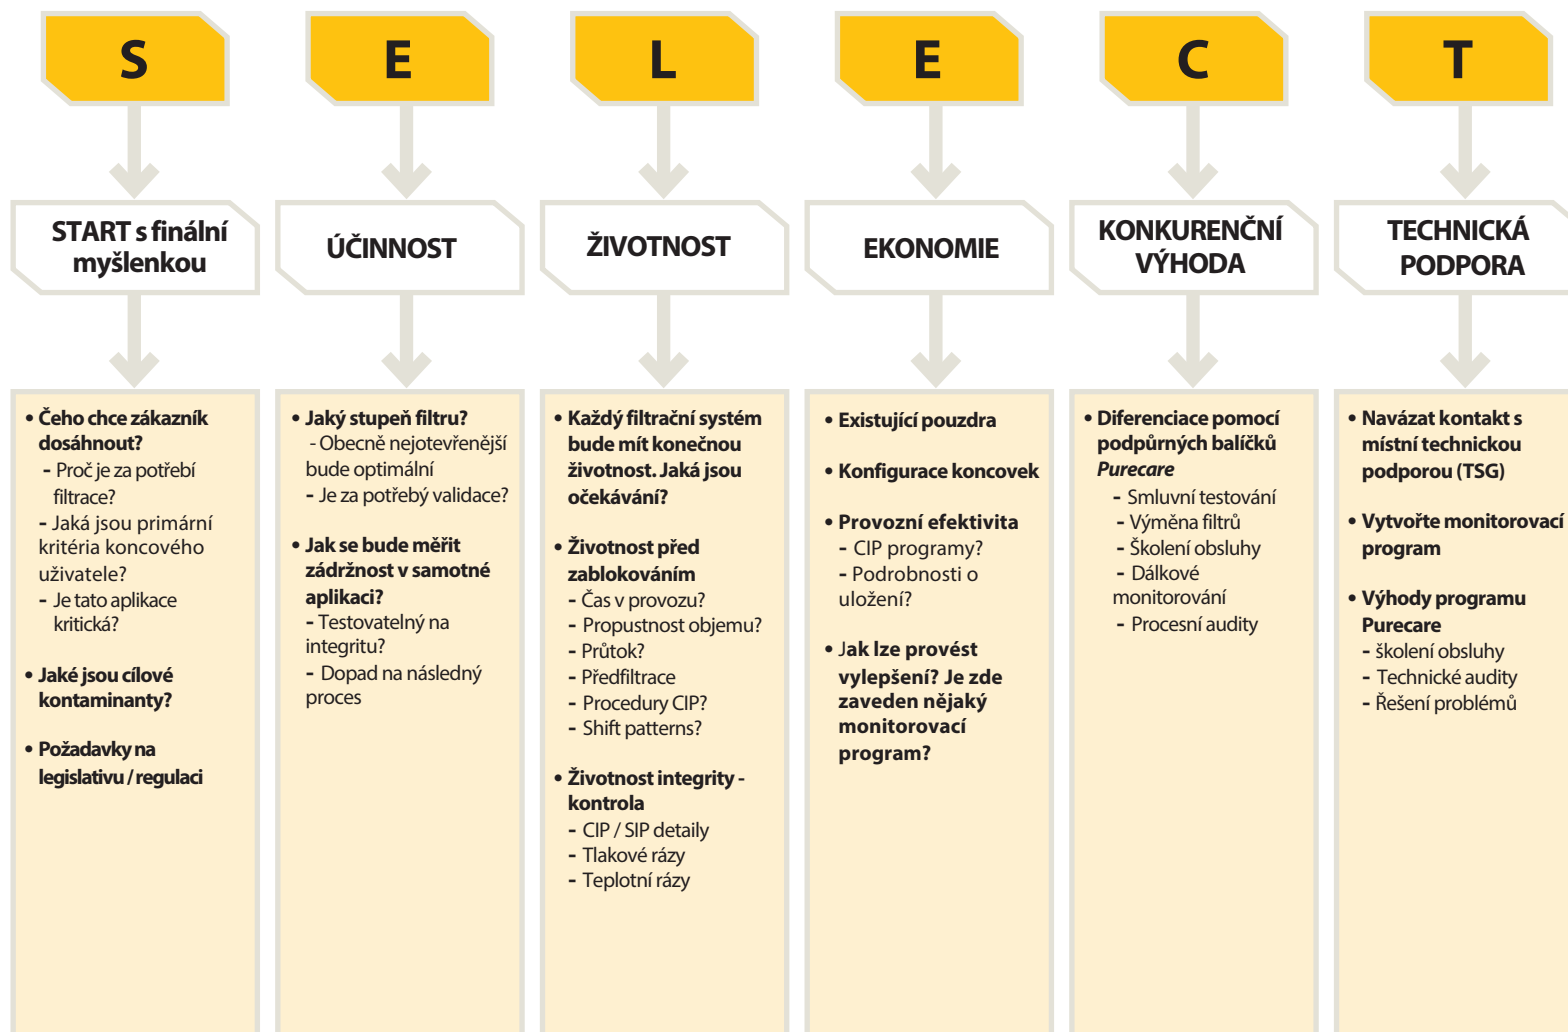 S
START s finální
myšlenkou
• Čeho chce zákazník
dosáhnout?
- Proč je za potřebí
filtrace?
- Jaká jsou primární
kritéria koncového
uživatele?
- Je tato aplikace
kritická?
• Jaké jsou cílové
kontaminanty?
• Požadavky na
legislativu / regulaci
E
ÚČINNOST
• Jaký stupeň filtru?
- Obecně nejotevřenější
bude optimální
- Je za potřebý validace?
• Jak se bude měřit
zádržnost v samotné
aplikaci?
- Testovatelný na
integritu?
- Dopad na následný
proces
L
ŽIVOTNOST
• Každý filtrační systém
bude mít konečnou
životnost. Jaká jsou
očekávání?
• Životnost před
zablokováním
- Čas v provozu?
- Propustnost objemu?
- Průtok?
- Předfiltrace
- Procedury CIP?
- Shift patterns?
• Životnost integrity -
kontrola
- CIP / SIP detaily
- Tlakové rázy
- Teplotní rázy
E
EKONOMIE
• Existující pouzdra
• Konfigurace koncovek
• Provozní efektivita
- CIP programy?
- Podrobnosti o
uložení?
• Jak lze provést
vylepšení? Je zde
zaveden nějaký
monitorovací
program?
C
KONKURENČNÍ
VÝHODA
• Diferenciace pomocí
podpůrných balíčků
Purecare
- Smluvní testování
- Výměna filtrů
- Školení obsluhy
- Dálkové
monitorování
- Procesní audity
T
TECHNICKÁ
PODPORA
• Navázat kontakt s
místní technickou
podporou (TSG)
• Vytvořte monitorovací
program
• Výhody programu
Purecare
- školení obsluhy
- Technické audity
- Řešení problémů